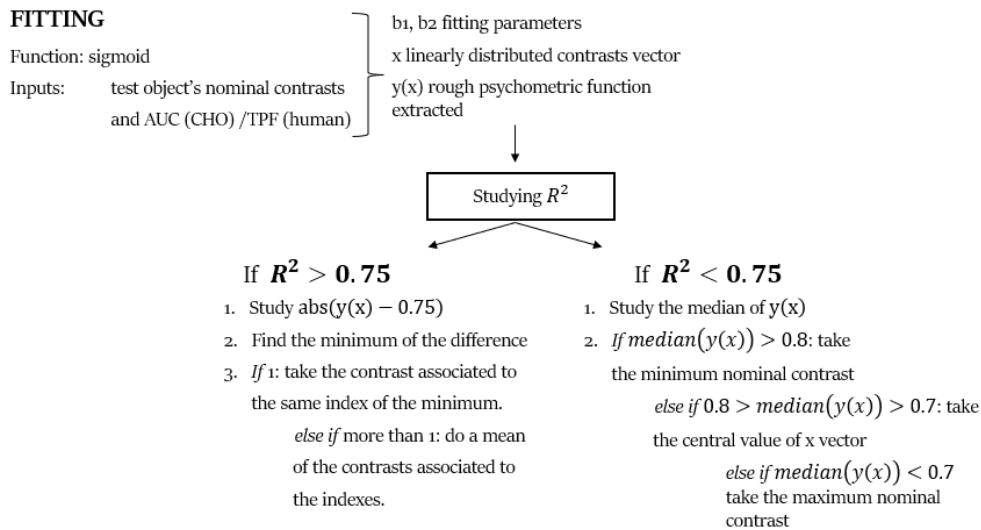 FITTING
Function: sigmoid
Inputs: test object's nominal contrasts
and AUC (CHO) /TPF (human)
b1, b2 fitting parameters
x linearly distributed contrasts vector
y(x) rough psychometric function
extracted
Studying R²
If R² > 0.75
1. Study abs(y(x) − 0.75)
2. Find the minimum of the difference
3. If 1: take the contrast associated to
the same index of the minimum.
else if more than 1: do a mean
of the contrasts associated to
the indexes.
If R² < 0.75
1. Study the median of y(x)
2. If median(y(x)) > 0.8: take
the minimum nominal contrast
else if 0.8 > median(y(x)) > 0.7: take
the central value of x vector
else if median(y(x)) < 0.7
take the maximum nominal
contrast